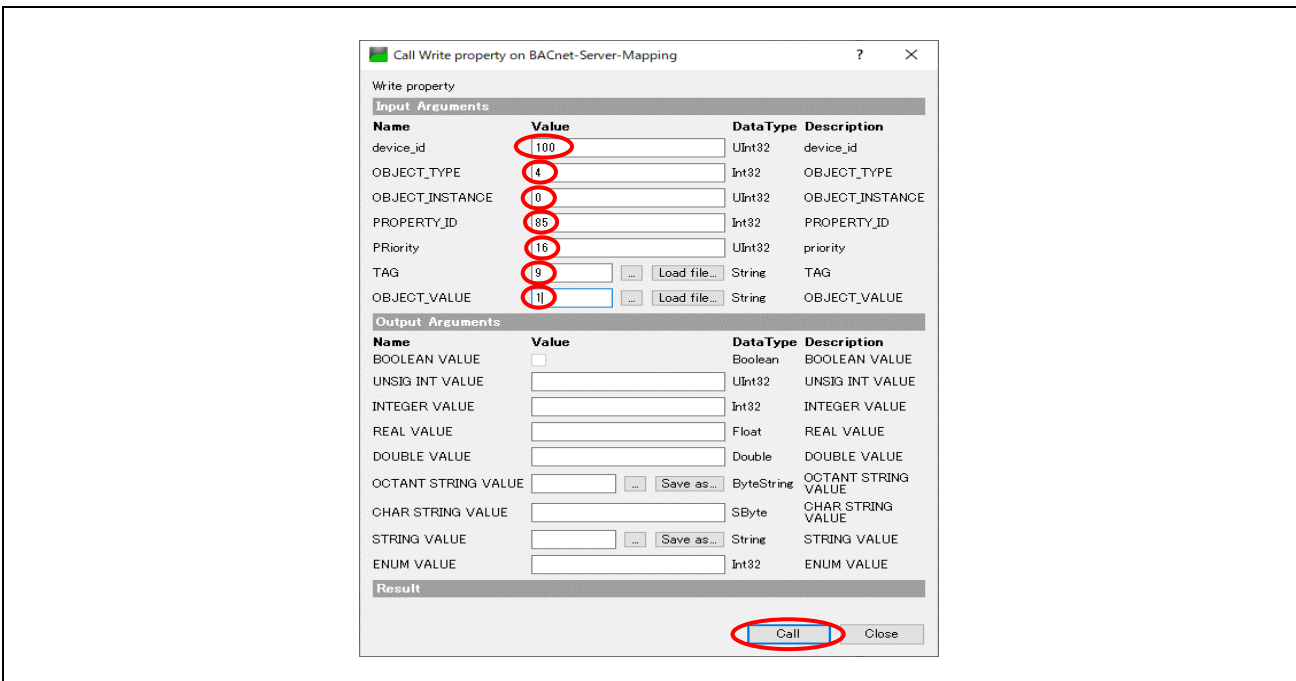 Call Write property on BACnet-Server-Mapping ? ×
Write property
Input Arguments
Name Value DataType Description
device_id 100 UInt32 device_id
OBJECT_TYPE 4 Int32 OBJECT_TYPE
OBJECT_INSTANCE 0 UInt32 OBJECT_INSTANCE
PROPERTY_ID 85 Int32 PROPERTY_ID
PRiority 16 UInt32 priority
TAG 9 ... Load file... String TAG
OBJECT_VALUE 1 ... Load file... String OBJECT_VALUE
Output Arguments
Name Value DataType Description
BOOLEAN VALUE Boolean BOOLEAN VALUE
UNSIG INT VALUE UInt32 UNSIG INT VALUE
INTEGER VALUE Int32 INTEGER VALUE
REAL VALUE Float REAL VALUE
DOUBLE VALUE Double DOUBLE VALUE
OCTANT STRING VALUE ... Save as... ByteString OCTANT STRING
VALUE
CHAR STRING VALUE SByte CHAR STRING
VALUE
STRING VALUE ... Save as... String STRING VALUE
ENUM VALUE Int32 ENUM VALUE
Result
Call Close